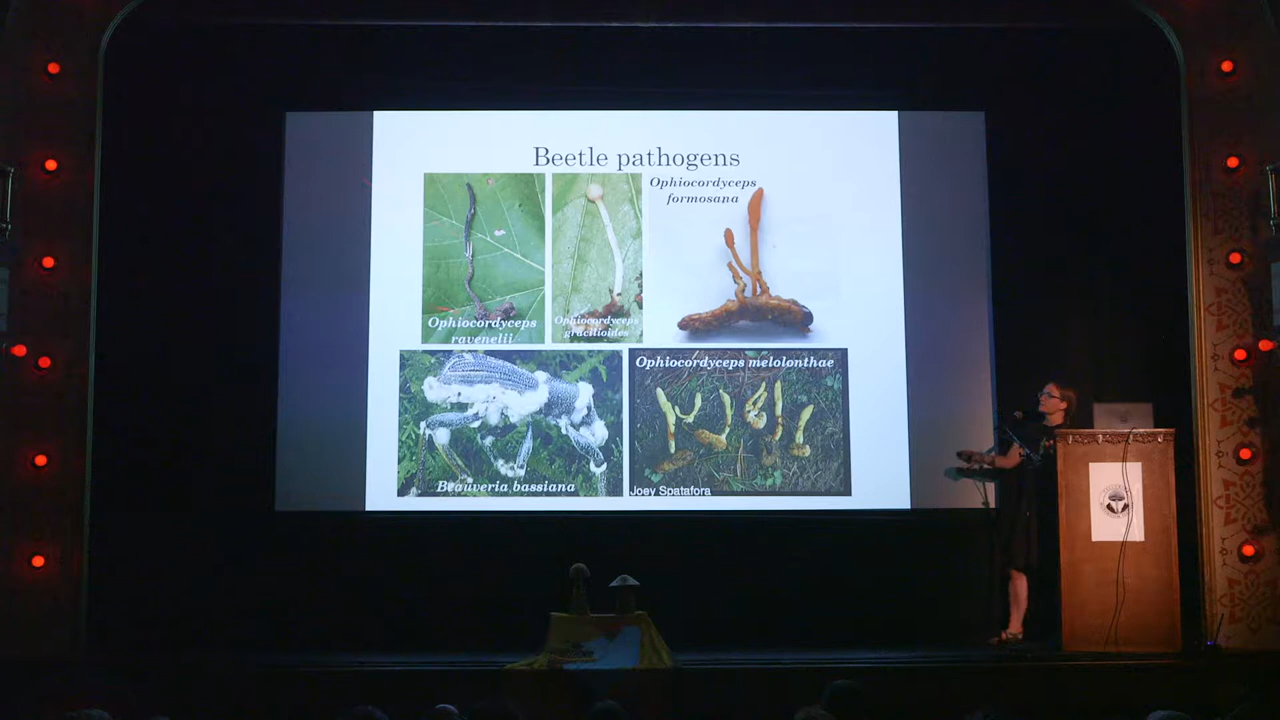 Beetle pathogens
Ophiocordyceps
ravenelii
Ophiocordyceps
gracilioides
Ophiocordyceps
formosana
Beauveria bassiana
Ophiocordyceps melolonthae
Joey Spatafora